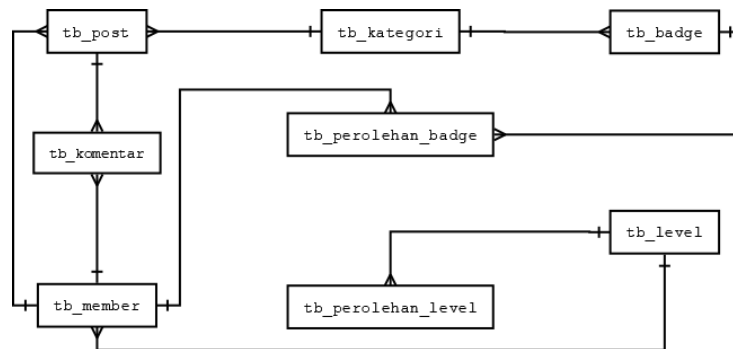 tb_post
tb_kategori
tb_badge
tb_perolehan_badge
tb_komentar
tb_level
tb_member
tb_perolehan_level